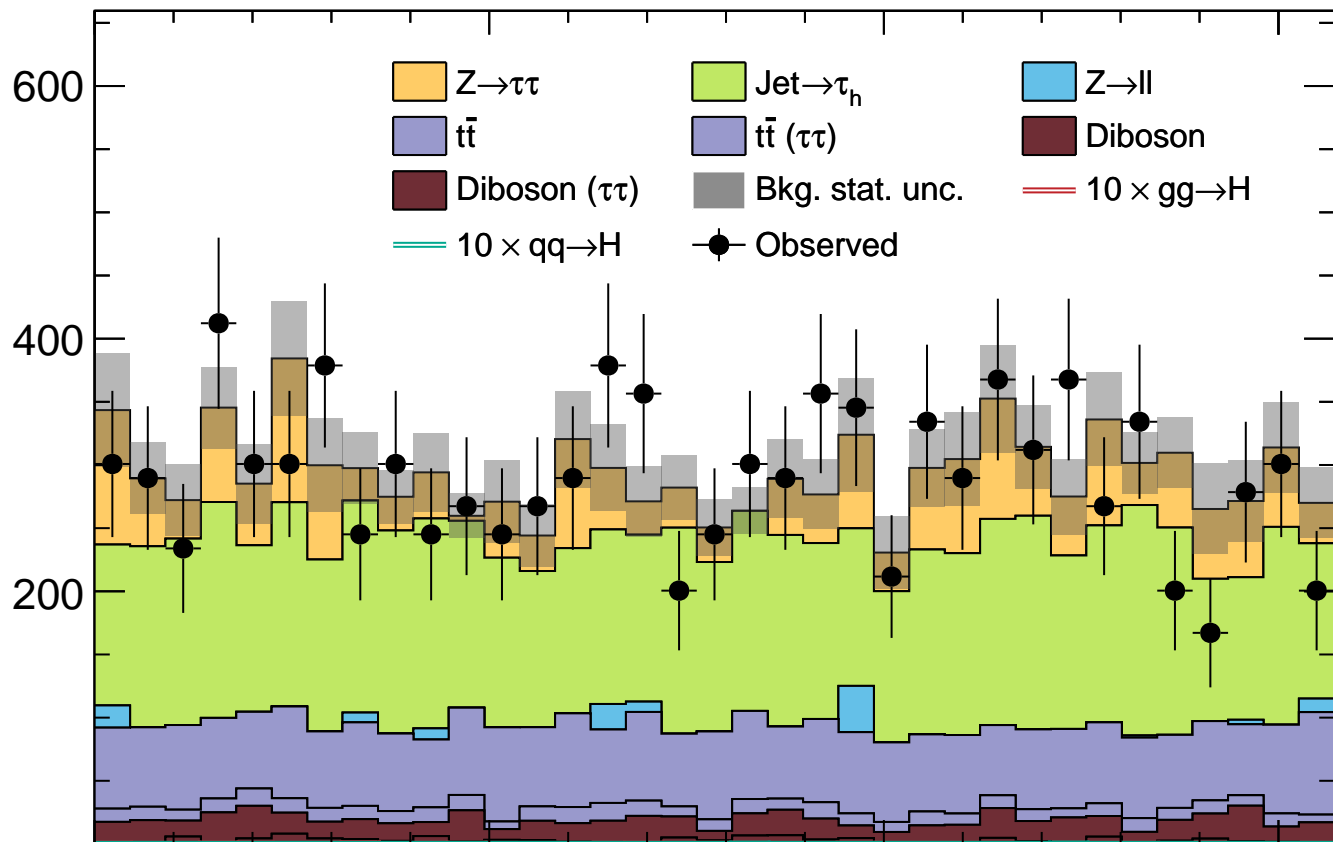 600
Z→ττ Jet→τh Z→ll
tt̄ tt̄ (ττ) Diboson
Diboson (ττ) Bkg. stat. unc. 10 × gg→H
10 × qq→H Observed
400
200